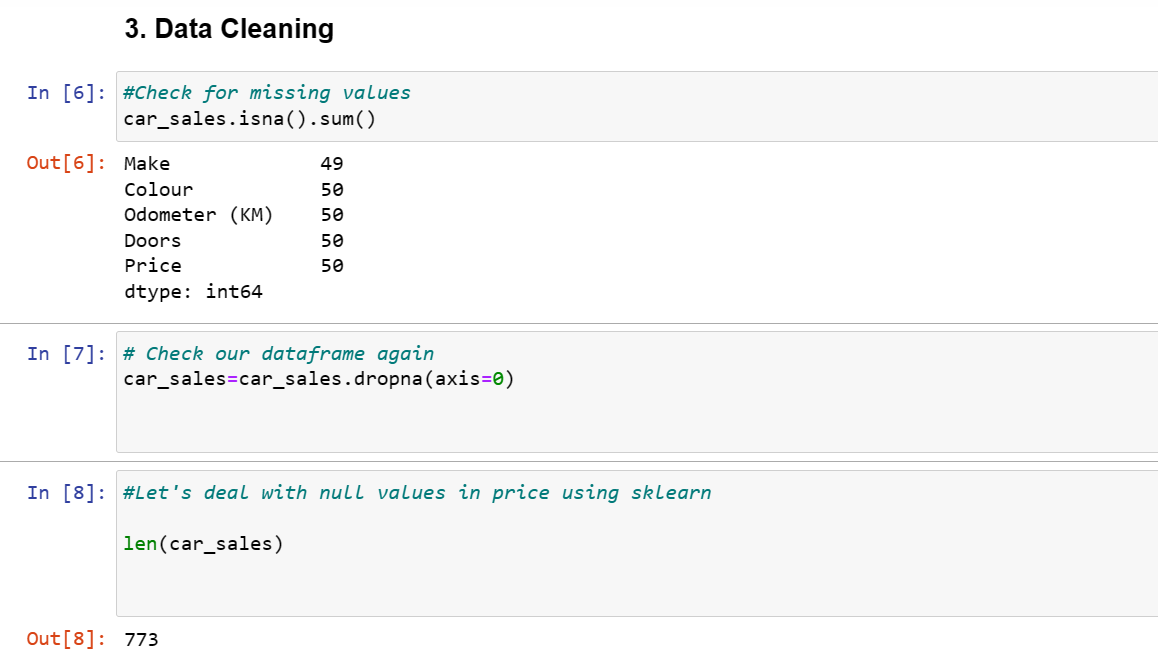 3. Data Cleaning
In [6]: #Check for missing values
car_sales.isna().sum()
Out[6]: Make 49
Colour 50
Odometer (KM) 50
Doors 50
Price 50
dtype: int64
In [7]: # Check our dataframe again
car_sales=car_sales.dropna(axis=0)
In [8]: #Let's deal with null values in price using sklearn
len(car_sales)
Out[8]: 773